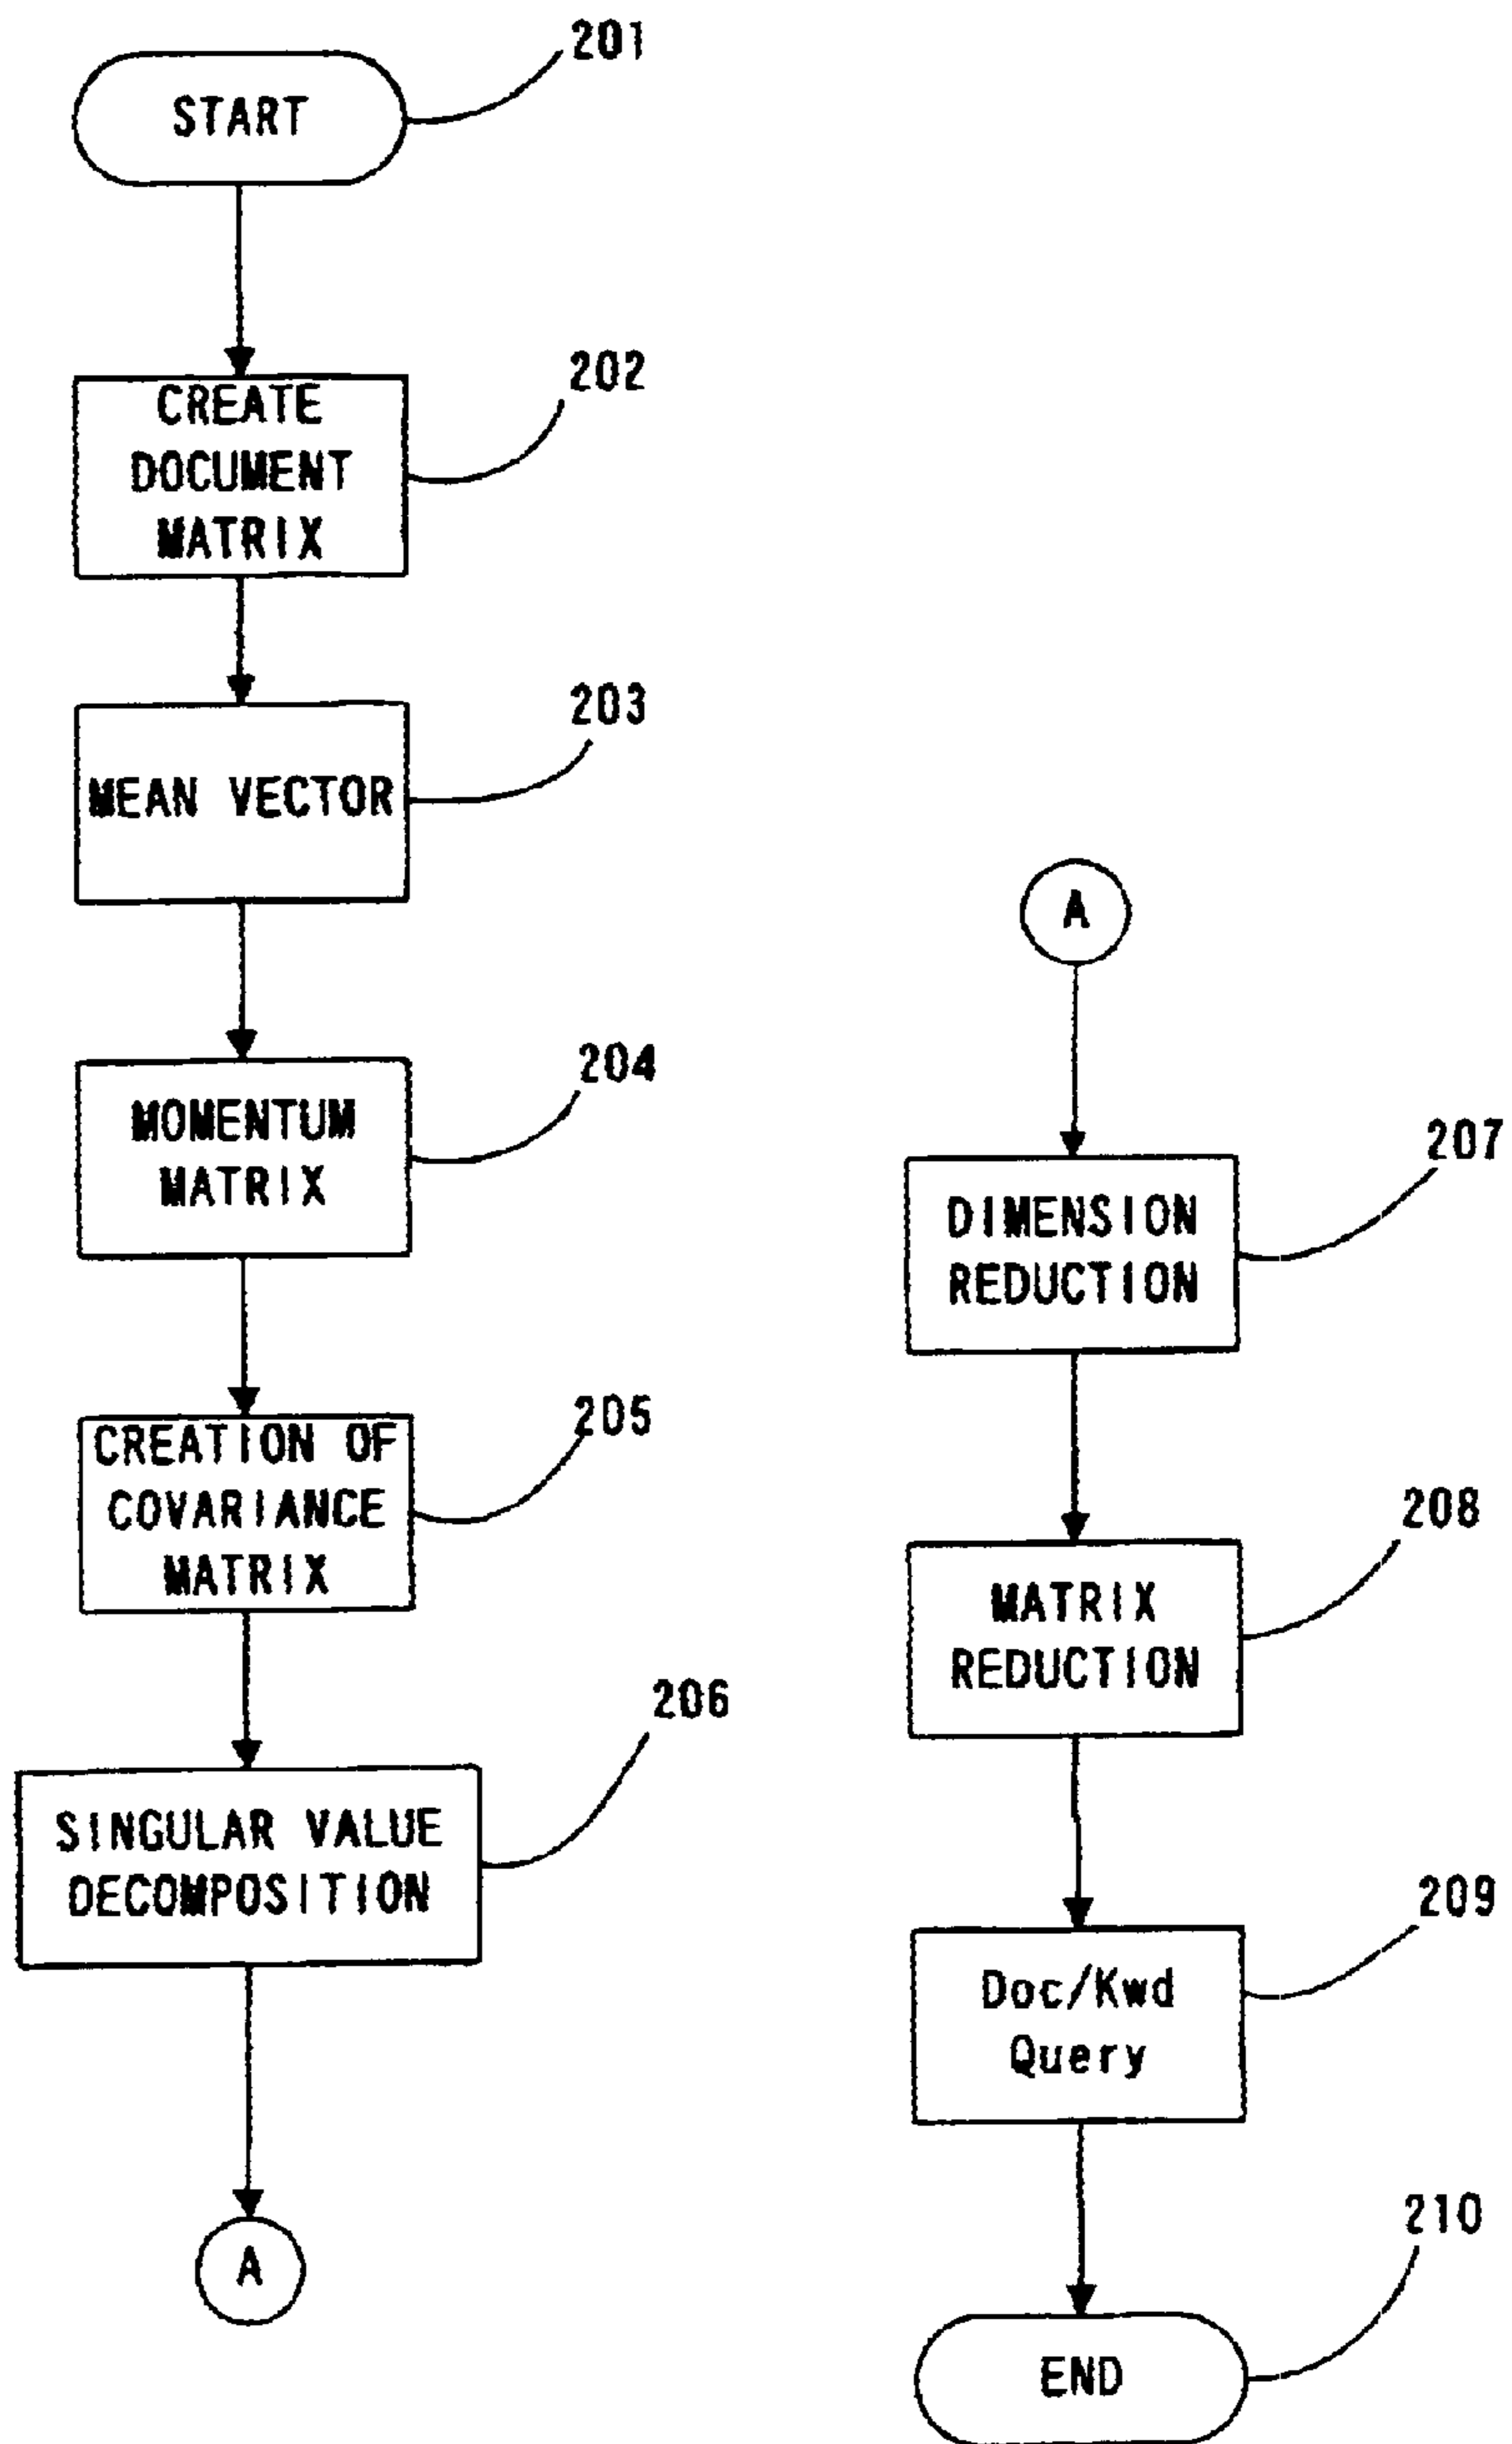 201
START
202
CREATE
DOCUMENT
MATRIX
203
MEAN VECTOR
204
MOMENTUM
MATRIX
205
CREATION OF
COVARIANCE
MATRIX
206
SINGULAR VALUE
DECOMPOSITION
A
A
207
DIMENSION
REDUCTION
208
MATRIX
REDUCTION
209
Doc/Kwd
Query
210
END